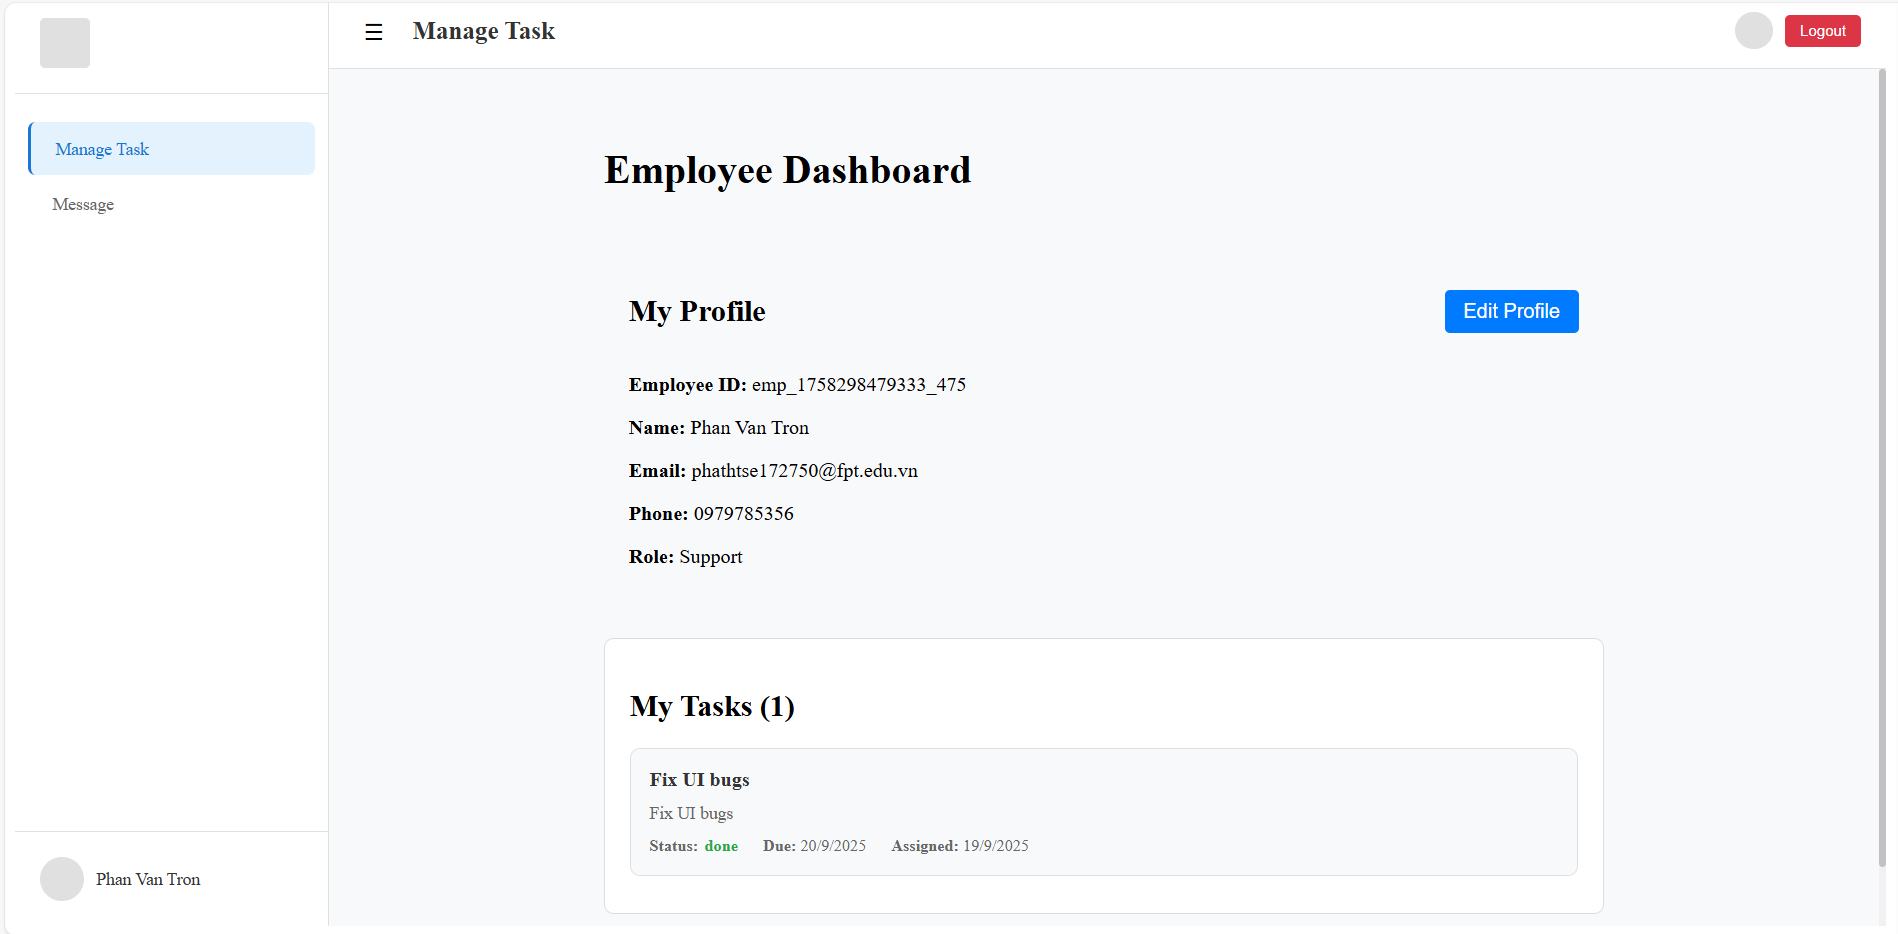 ☰ Manage Task
Logout
Manage Task
Message
Employee Dashboard
My Profile
Edit Profile
Employee ID: emp_1758298479333_475
Name: Phan Van Tron
Email: phathtse172750@fpt.edu.vn
Phone: 0979785356
Role: Support
My Tasks (1)
Fix UI bugs
Fix UI bugs
Status: done Due: 20/9/2025 Assigned: 19/9/2025
Phan Van Tron